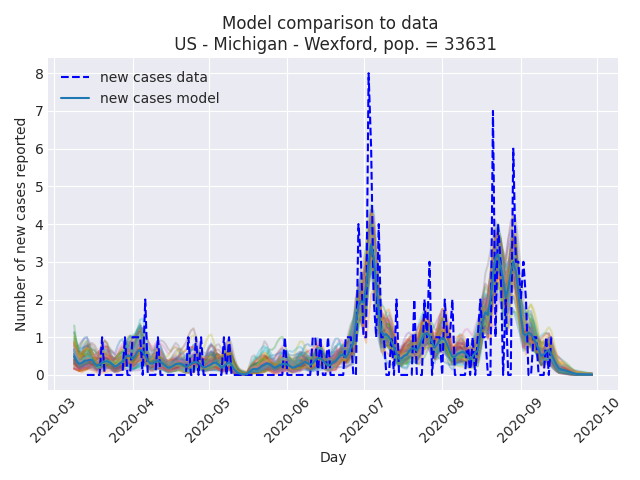 Model comparison to data
US - Michigan - Wexford, pop. = 33631
new cases data
new cases model
Number of new cases reported
8
7
6
5
4
3
2
1
0
2020-03
2020-04
2020-05
2020-06
2020-07
2020-08
2020-09
2020-10
Day